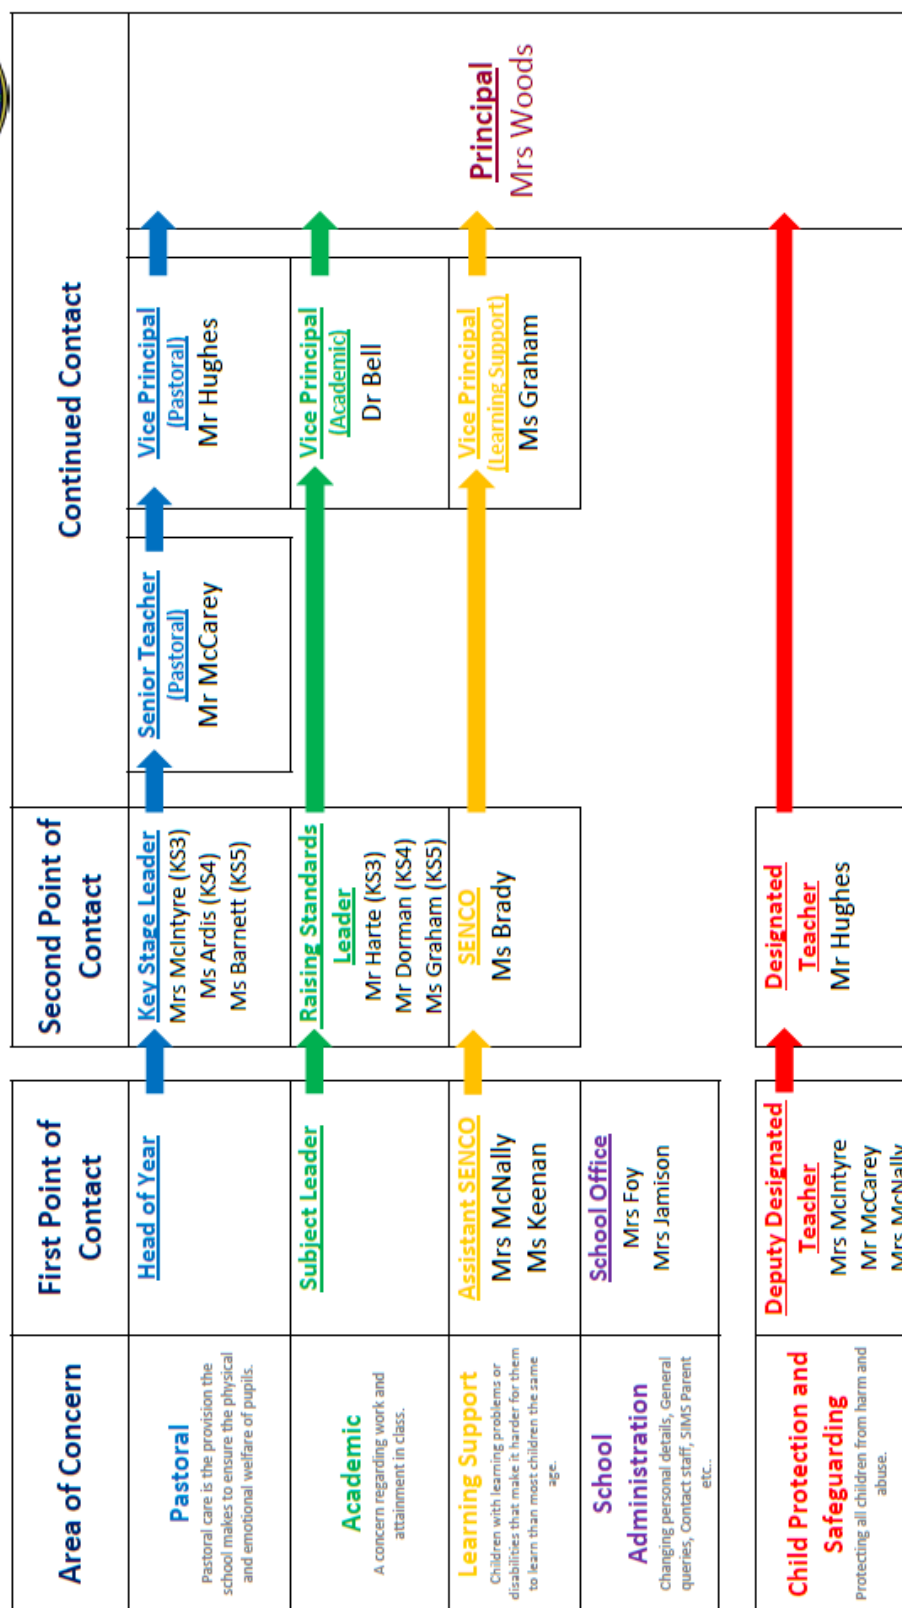 Area of Concern
First Point of
Contact
Second Point of
Contact
Continued Contact
Pastoral
Pastoral care is the provision the
school makes to ensure the physical
and emotional welfare of pupils.
Head of Year
Key Stage Leader
Mrs McIntyre (KS3)
Ms Ardis (KS4)
Ms Barnett (KS5)
Senior Teacher
(Pastoral)
Mr McCarey
Vice Principal
(Pastoral)
Mr Hughes
Academic
A concern regarding work and
attainment in class.
Subject Leader
Raising Standards
Leader
Mr Harte (KS3)
Mr Dorman (KS4)
Ms Graham (KS5)
Vice Principal
(Academic)
Dr Bell
Learning Support
Children with learning problems or
disabilities that make it harder for them
to learn than most children the same
age.
Assistant SENCO
Mrs McNally
Ms Keenan
SENCO
Ms Brady
Vice Principal
(Learning Support)
Ms Graham
Principal
Mrs Woods
School
Administration
Changing personal details, General
queries, Contact staff, SIMS Parent
etc..
School Office
Mrs Foy
Mrs Jamison
Child Protection and
Safeguarding
Protecting all children from harm and
abuse.
Deputy Designated
Teacher
Mrs McIntyre
Mr McCarey
Mrs McNally
Designated
Teacher
Mr Hughes